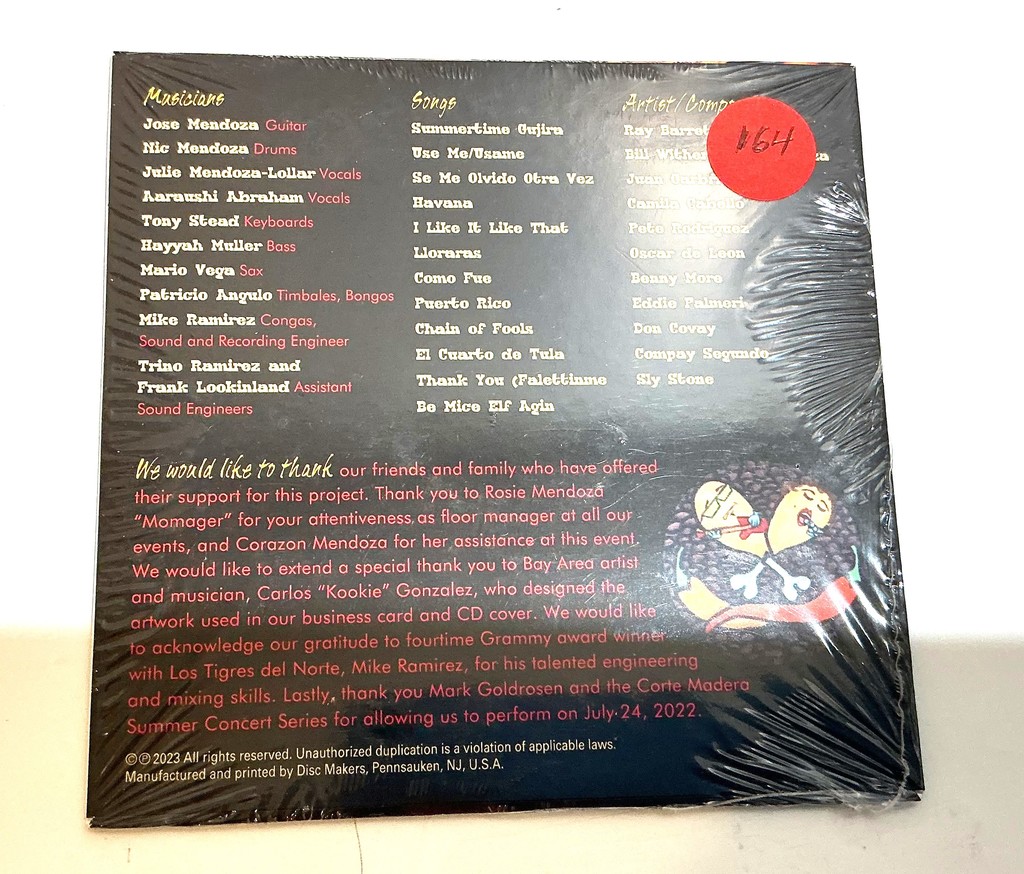 Musicians
Jose Mendoza Guitar
Nic Mendoza Drums
Julie Mendoza-Lollar Vocals
Aaraushi Abraham Vocals
Tony Stead Keyboards
Hayyah Muller Bass
Mario Vega Sax
Patricio Angulo Timbales, Bongos
Mike Ramirez Congas,
Sound and Recording Engineer
Trino Ramirez and
Frank Lookinland Assistant
Sound Engineers
Songs
Summertime Gujira
Use Me/Usame
Se Me Olvido Otra Vez
Havana
I Like It Like That
Lloraras
Como Fue
Puerto Rico
Chain of Fools
El Cuarto de Tula
Thank You (Falettinme
Be Mice Elf Agin
Artist/
Ray
Bill
Juan
Camila Cabello
Pete Rodriguez
Oscar de Leon
Benny More
Eddie Palmeri
Don Covay
Compay Segundo
Sly Stone
164
We would like to thank our friends and family who have offered
their support for this project. Thank you to Rosie Mendoza
"Momager" for your attentiveness as floor manager at all our
events, and Corazon Mendoza for her assistance at this event.
We would like to extend a special thank you to Bay Area artist
and musician, Carlos "Kookie" Gonzalez, who designed the
artwork used in our business card and CD cover. We would like
to acknowledge our gratitude to fourtime Grammy award winner
with Los Tigres del Norte, Mike Ramirez, for his talented engineering
and mixing skills. Lastly, thank you Mark Goldrosen and the Corte Madera
Summer Concert Series for allowing us to perform on July 24, 2022.
©℗ 2023 All rights reserved. Unauthorized duplication is a violation of applicable laws.
Manufactured and printed by Disc Makers, Pennsauken, NJ, U.S.A.